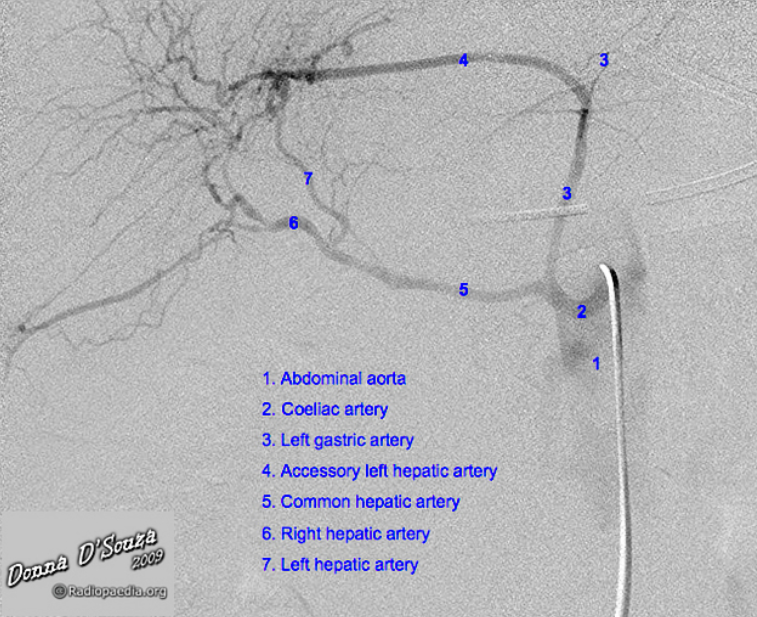 4
3
7
3
6
5
2
1
1. Abdominal aorta
2. Coeliac artery
3. Left gastric artery
4. Accessory left hepatic artery
5. Common hepatic artery
6. Right hepatic artery
7. Left hepatic artery
Donna D'Souza
2009
© Radiopaedia.org